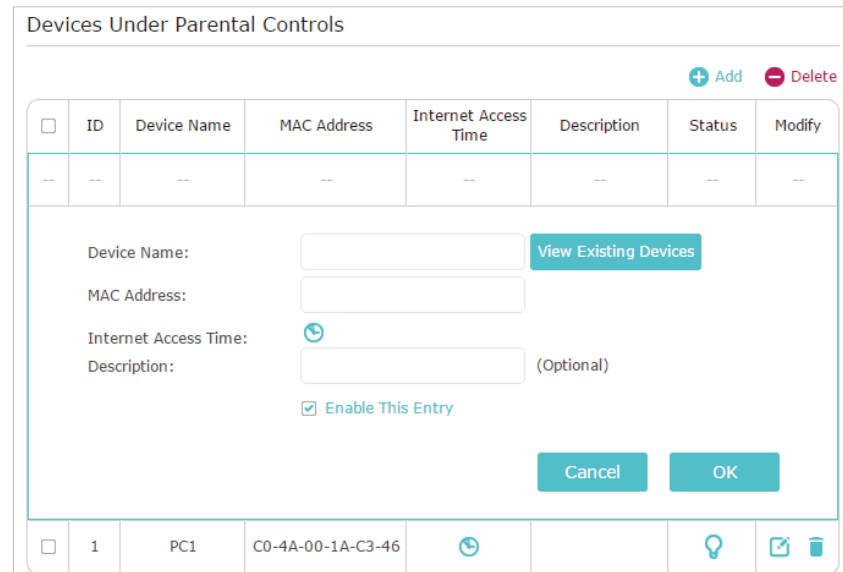 Devices Under Parental Controls
Add Delete
ID Device Name MAC Address Internet Access Time Description Status Modify
-- -- -- -- -- -- -- --
Device Name: View Existing Devices
MAC Address:
Internet Access Time:
Description: (Optional)
Enable This Entry
Cancel OK
1 PC1 C0-4A-00-1A-C3-46